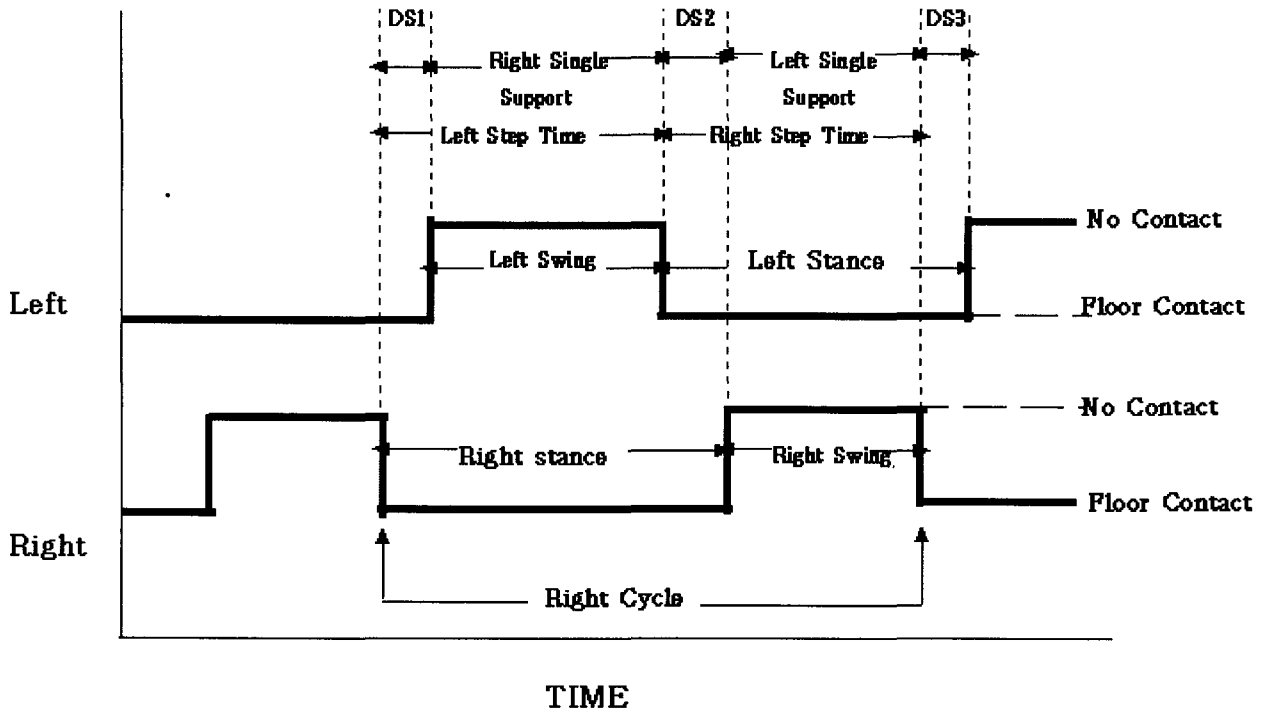 DS1 DS2 DS3
Right Single Support
Left Single Support
Left Step Time
Right Step Time
No Contact
Left Swing
Left Stance
Left
Floor Contact
No Contact
Right stance
Right Swing
Floor Contact
Right
Right Cycle
TIME